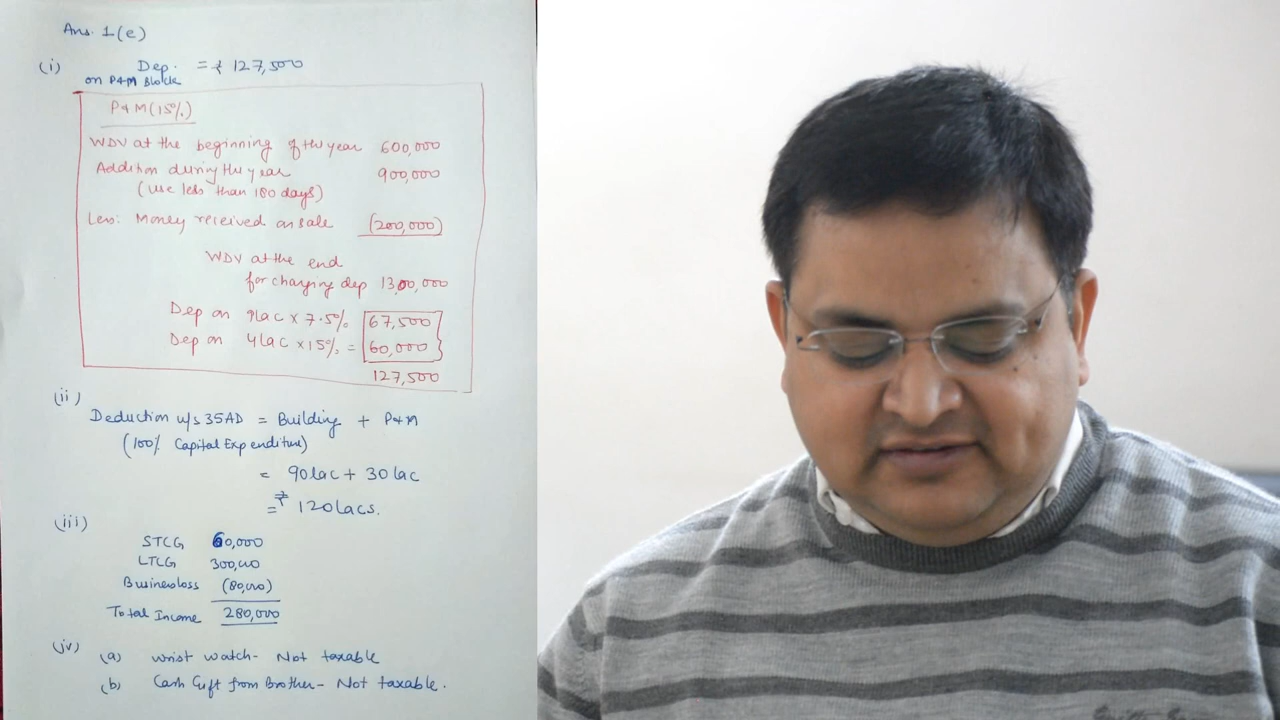 Ans. 1(e)
(i) Dep. = ₹ 127,500
on P&M Block
P&M (15%)
WDV at the beginning of the year 600,000
Addition during the year 900,000
(use less than 180 days)
Less: Money received on sale (200,000)
WDV at the end
for charging dep 1300,000
Dep on 9lac x 7.5% 67,500
Dep on 4lac x 15% = 60,000
127,500
(ii)
Deduction u/s 35AD = Building + P&M
(100% Capital Expenditure)
= 90lac + 30lac
= ₹ 120lacs.
(iii)
STCG 60,000
LTCG 300,000
Business loss (80,000)
Total Income 280,000
(iv)
(a) wrist watch - Not taxable
(b) Cash Gift from Brother - Not taxable.